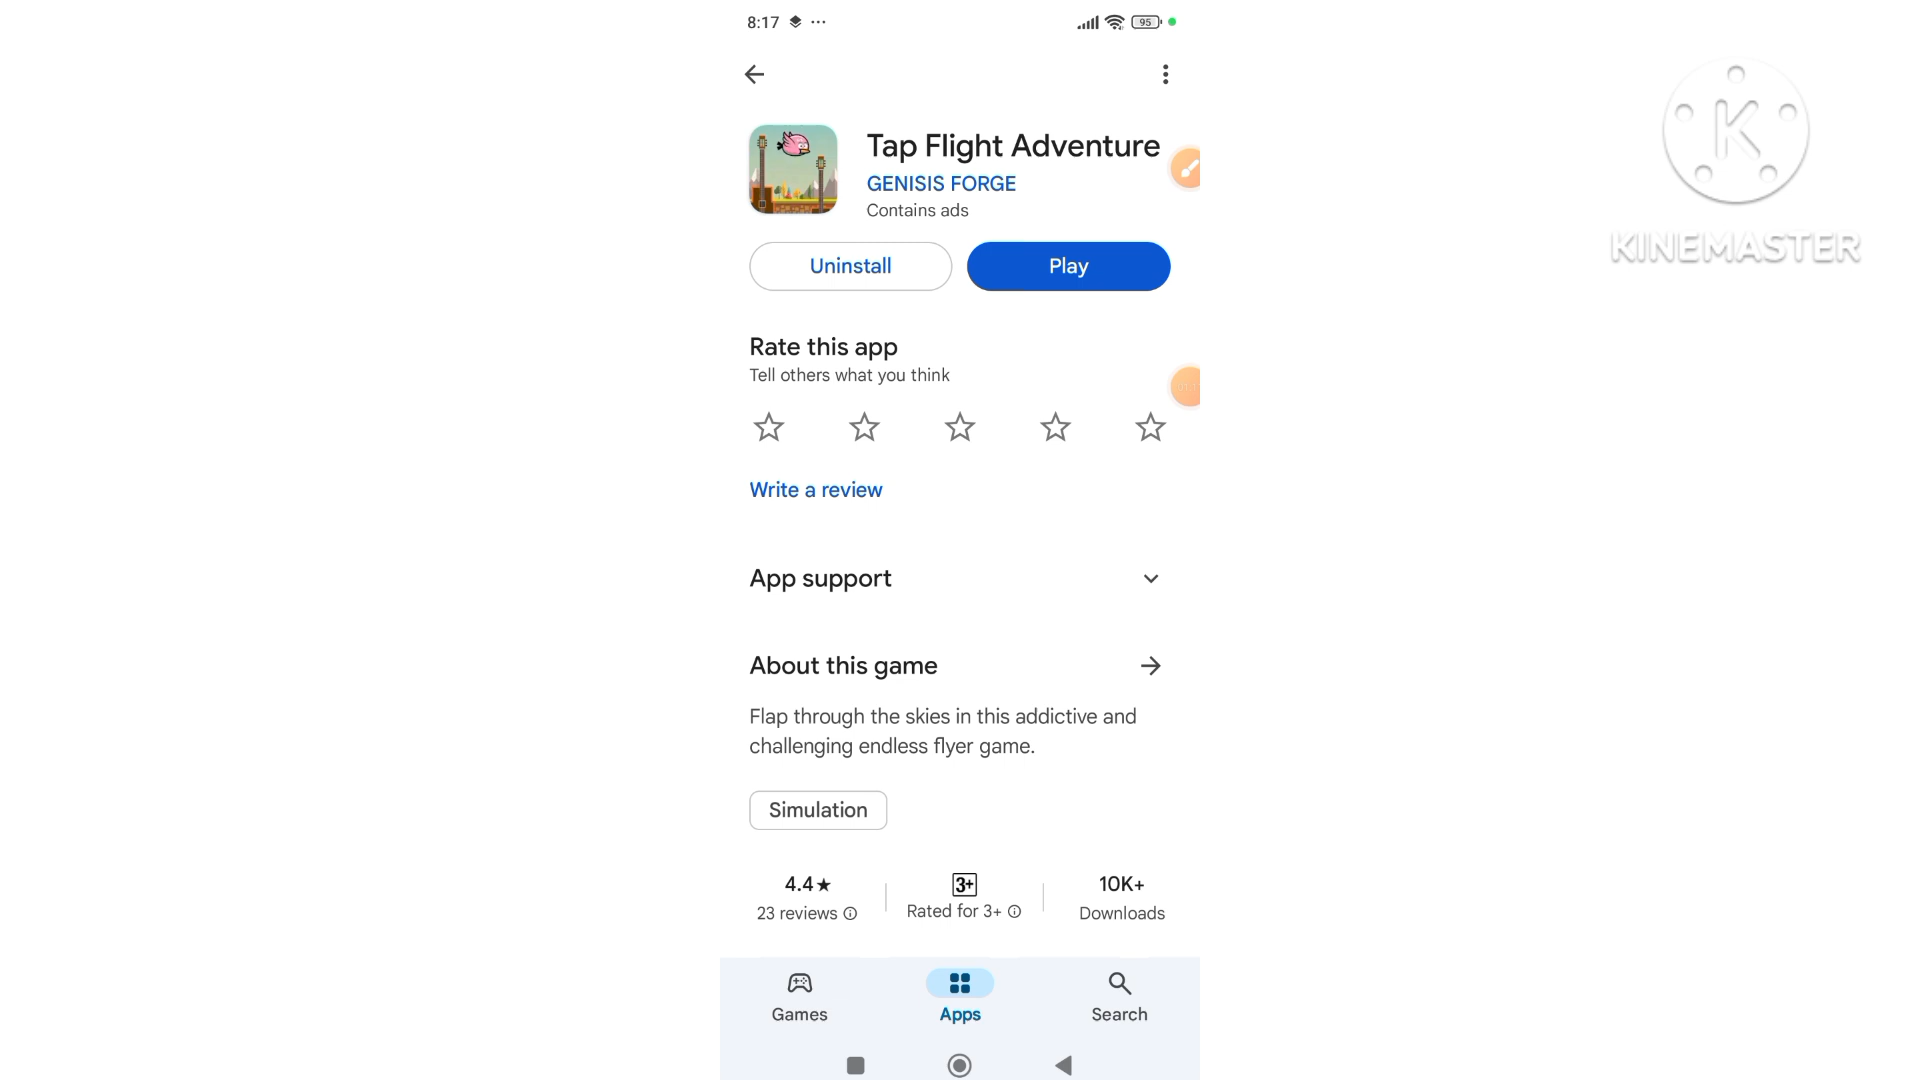 8:17
95
Tap Flight Adventure
GENISIS FORGE
Contains ads
Uninstall
Play
Rate this app
Tell others what you think
Write a review
App support
About this game
Flap through the skies in this addictive and
challenging endless flyer game.
Simulation
4.4★
23 reviews
3+
Rated for 3+
10K+
Downloads
Games
Apps
Search
K
KINEMASTER